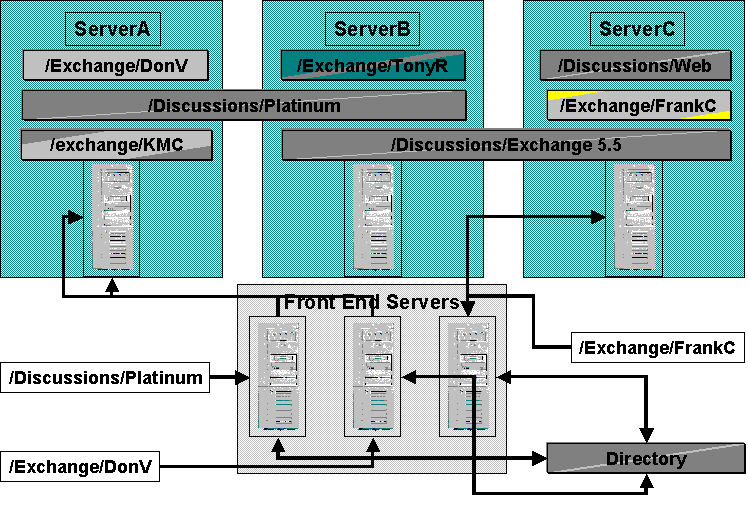 ServerA
ServerB
ServerC
/Exchange/DonV
/Exchange/TonyR
/Discussions/Web
/Discussions/Platinum
/Exchange/FrankC
/exchange/KMC
/Discussions/Exchange 5.5
Front End Servers
/Exchange/FrankC
/Discussions/Platinum
/Exchange/DonV
Directory